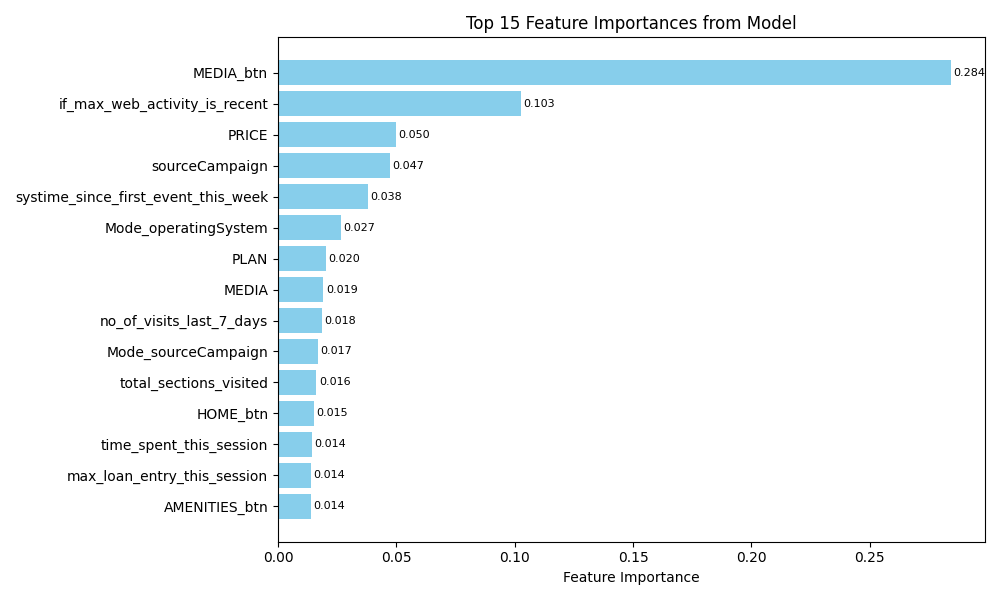 Top 15 Feature Importances from Model
MEDIA_btn 0.284
if_max_web_activity_is_recent 0.103
PRICE 0.050
sourceCampaign 0.047
systime_since_first_event_this_week 0.038
Mode_operatingSystem 0.027
PLAN 0.020
MEDIA 0.019
no_of_visits_last_7_days 0.018
Mode_sourceCampaign 0.017
total_sections_visited 0.016
HOME_btn 0.015
time_spent_this_session 0.014
max_loan_entry_this_session 0.014
AMENITIES_btn 0.014
0.00 0.05 0.10 0.15 0.20 0.25
Feature Importance